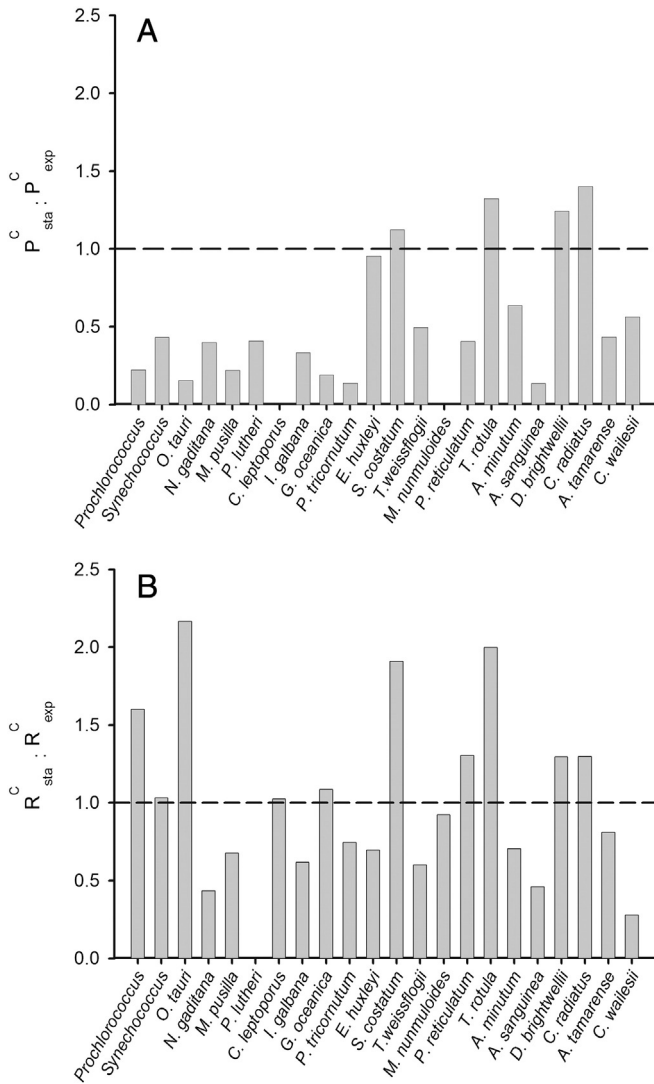 A
2.5
2.0
1.5
1.0
0.5
0.0
P^C_sta : P^C_exp
Prochlorococcus
Synechococcus
O. tauri
N. gaditana
M. pusilla
P. lutheri
C. leptoporus
I. galbana
G. oceanica
P. tricornutum
E. huxleyi
S. costatum
T.weissflogii
M. nunmuloides
P. reticulatum
T. rotula
A. minutum
A. sanguinea
D. brightwellii
C. radiatus
A. tamarense
C. wailesii
B
2.5
2.0
1.5
1.0
0.5
0.0
R^C_sta : R^C_exp
Prochlorococcus
Synechococcus
O. tauri
N. gaditana
M. pusilla
P. lutheri
C. leptoporus
I. galbana
G. oceanica
P. tricornutum
E. huxleyi
S. costatum
T.weissflogii
M. nunmuloides
P. reticulatum
T. rotula
A. minutum
A. sanguinea
D. brightwellii
C. radiatus
A. tamarense
C. wailesii